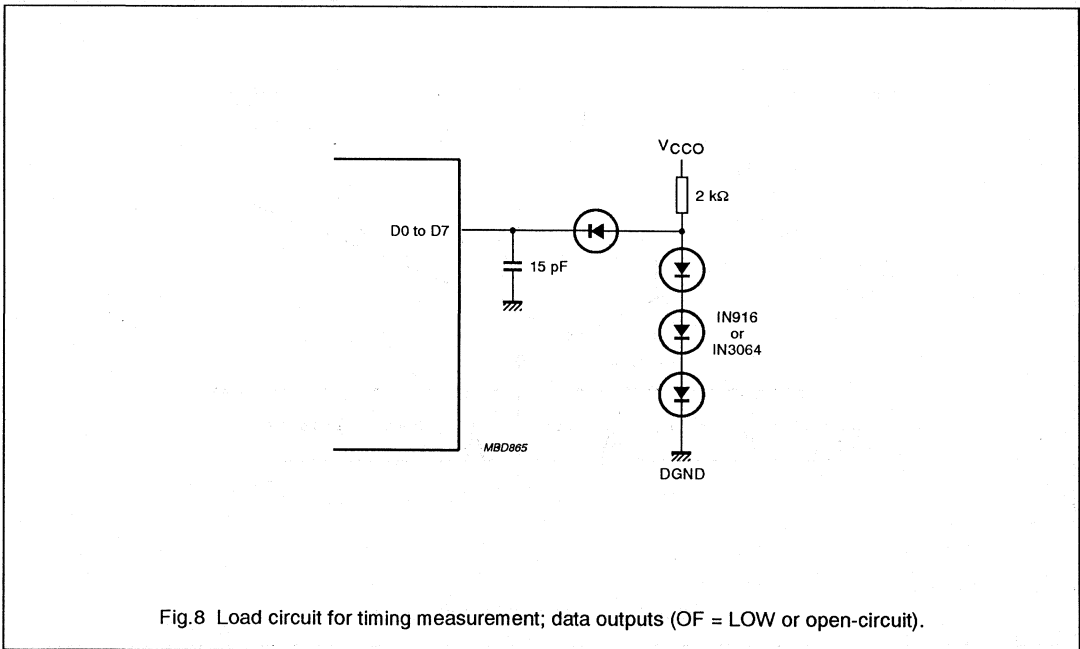 VCCO
2 kΩ
D0 to D7
15 pF
IN916
or
IN3064
MBD865
DGND
Fig.8 Load circuit for timing measurement; data outputs (OF = LOW or open-circuit).